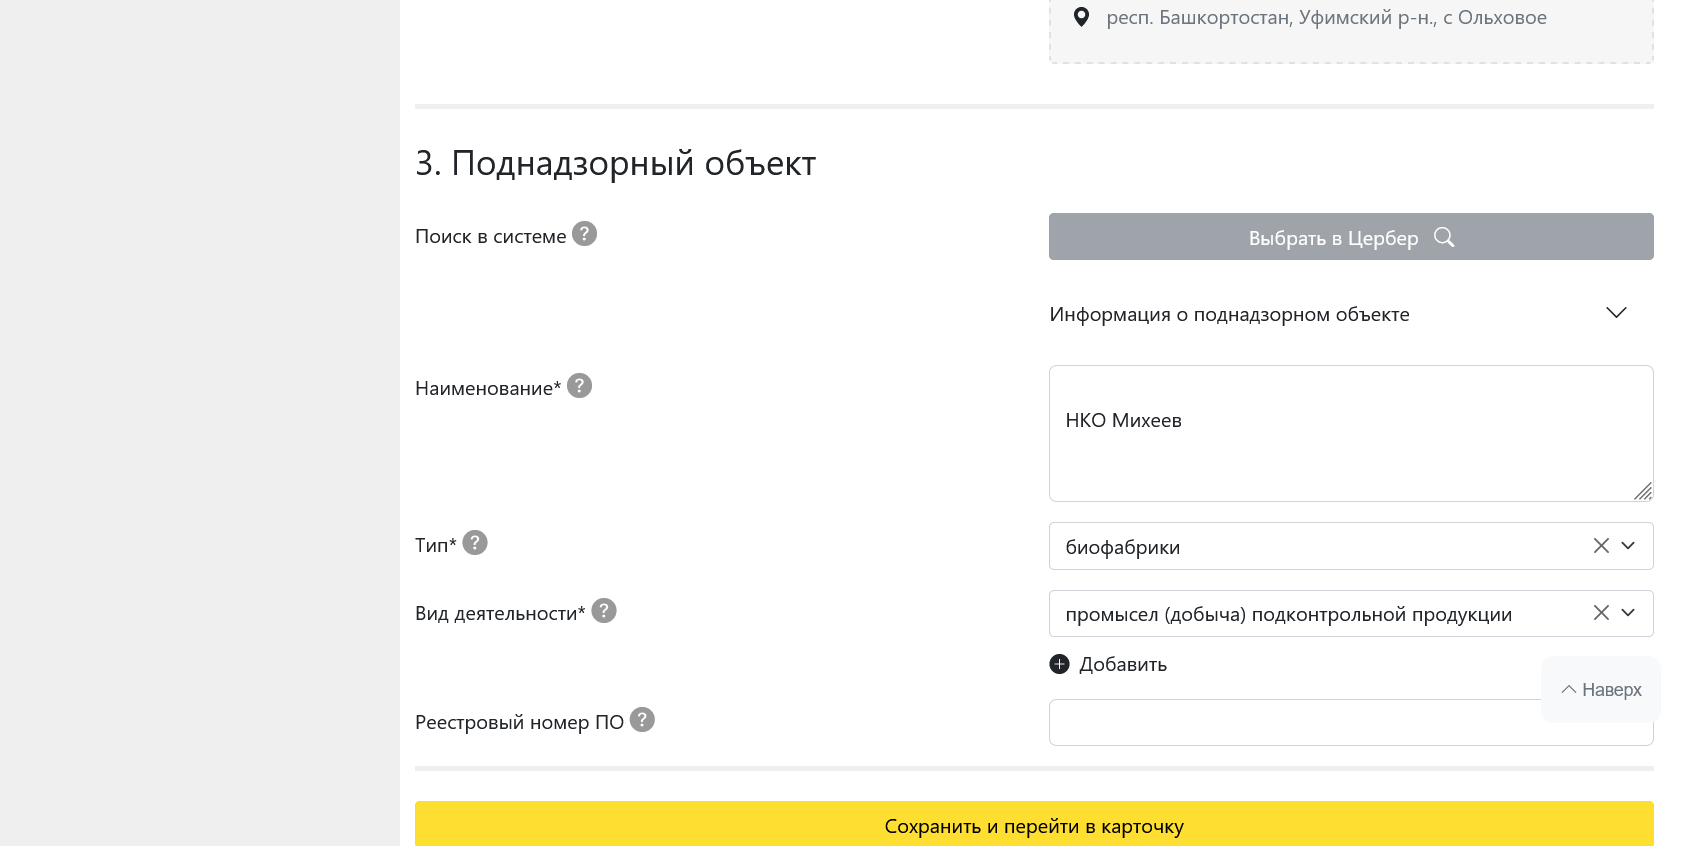 респ. Башкортостан, Уфимский р-н., с Ольховое
3. Поднадзорный объект
Поиск в системе ?
Выбрать в Цербер
Информация о поднадзорном объекте
Наименование* ?
НКО Михеев
Тип* ?
биофабрики
Вид деятельности* ?
промысел (добыча) подконтрольной продукции
Добавить
Наверх
Реестровый номер ПО ?
Сохранить и перейти в карточку